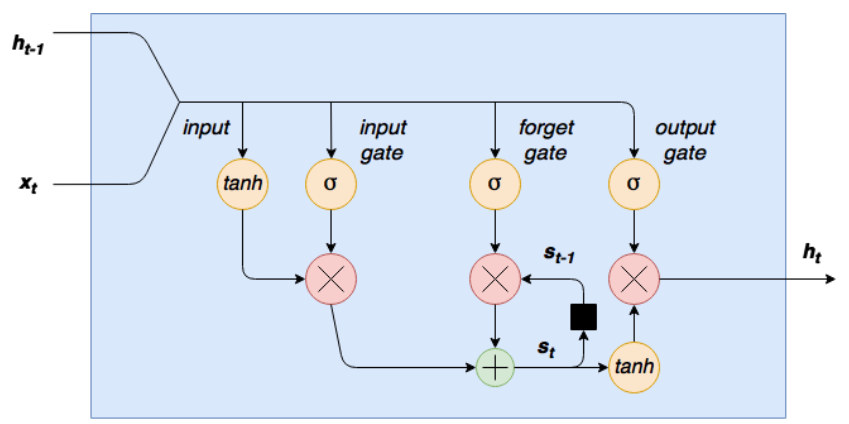 h_{t-1}
input
input
gate
forget
gate
output
gate
x_t
tanh
σ
σ
σ
s_{t-1}
h_t
s_t
tanh